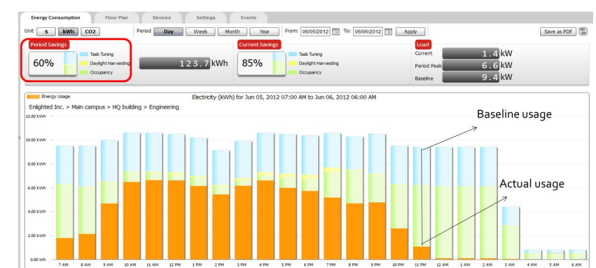 Energy Consumption Floor Plan Devices Settings Events
Unit: $ kWh CO2 Period Day Week Month Year From: 06/05/2012 To: 06/06/2012 Apply Save as PDF
Period Savings
60%
Task Tuning
Daylight Harvesting
Occupancy
123.7 kWh
Current Savings
85%
Task Tuning
Daylight Harvesting
Occupancy
Load
Current 1.4 kW
Period Peak 6.6 kW
Baseline 9.4 kW
Energy Usage
Electricity (kWh) for Jun 05, 2012 07:00 AM to Jun 06, 2012 06:00 AM
Enlighted Inc. > Main campus > HQ building > Engineering
Baseline usage
Actual usage
12.00 kWh
10.00 kWh
8.00 kWh
6.00 kWh
4.00 kWh
2.00 kWh
0.00 kWh
7 AM 8 AM 9 AM 10 AM 11 AM 12 PM 1 PM 2 PM 3 PM 4 PM 5 PM 6 PM 7 PM 8 PM 9 PM 10 PM 11 PM 12 AM 1 AM 2 AM 3 AM 4 AM 5 AM 6 AM